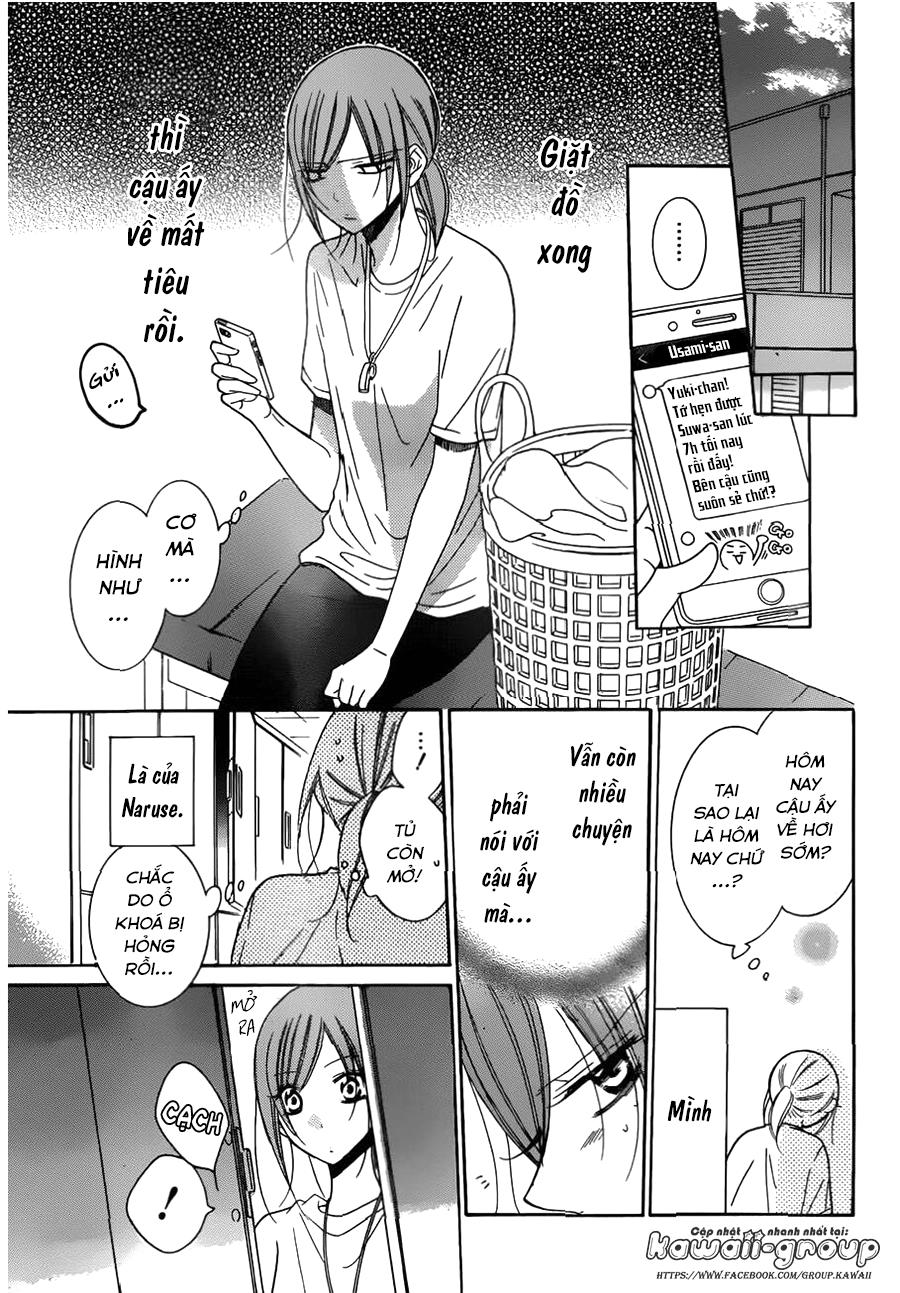 .......
Usami-san
Yuki-chan!
Tớ hẹn được
Suwa-san lúc
7h tối nay
rồi đấy!
Bên cậu cũng
suôn sẻ chứ!?
Go
Go
Giặt
đồ
xong
thì
cậu ấy
về mất
tiêu
rồi.
GỬI
...
CƠ
MÀ
...
HÌNH
NHƯ
...
HÔM
NAY
CẬU ẤY
VỀ HƠI
SỚM?
TẠI
SAO LẠI
LÀ HÔM
NAY CHỨ
...?
Mình
Vẫn còn
nhiều
chuyện
phải
nói với
cậu ấy
mà...
...!
TỦ
CÒN
MỞ!
Là của
Naruse.
CHẮC
DO Ổ
KHOÁ BỊ
HỎNG
RỒI...
MỞ
RA
CẠCH
!
Cập nhật nhanh nhất tại:
kawaii-group
HTTPS://WWW.FACEBOOK.COM/GROUP.KAWAII